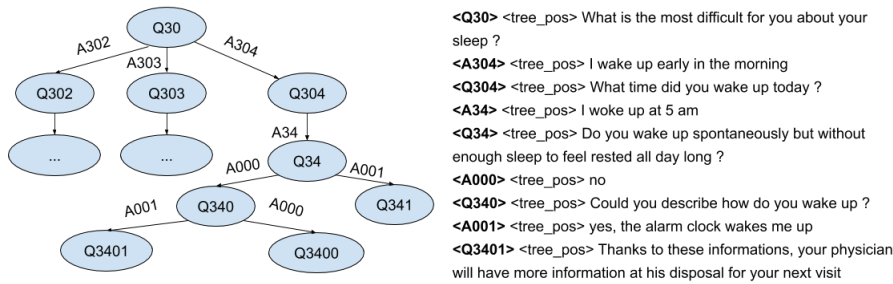 Q30
A302
A303
A304
Q302
Q303
Q304
A34
...
...
Q34
A000
A001
Q340
Q341
A001
A000
Q3401
Q3400
<Q30> <tree_pos> What is the most difficult for you about your
sleep ?
<A304> <tree_pos> I wake up early in the morning
<Q304> <tree_pos> What time did you wake up today ?
<A34> <tree_pos> I woke up at 5 am
<Q34> <tree_pos> Do you wake up spontaneously but without
enough sleep to feel rested all day long ?
<A000> <tree_pos> no
<Q340> <tree_pos> Could you describe how do you wake up ?
<A001> <tree_pos> yes, the alarm clock wakes me up
<Q3401> <tree_pos> Thanks to these informations, your physician
will have more information at his disposal for your next visit